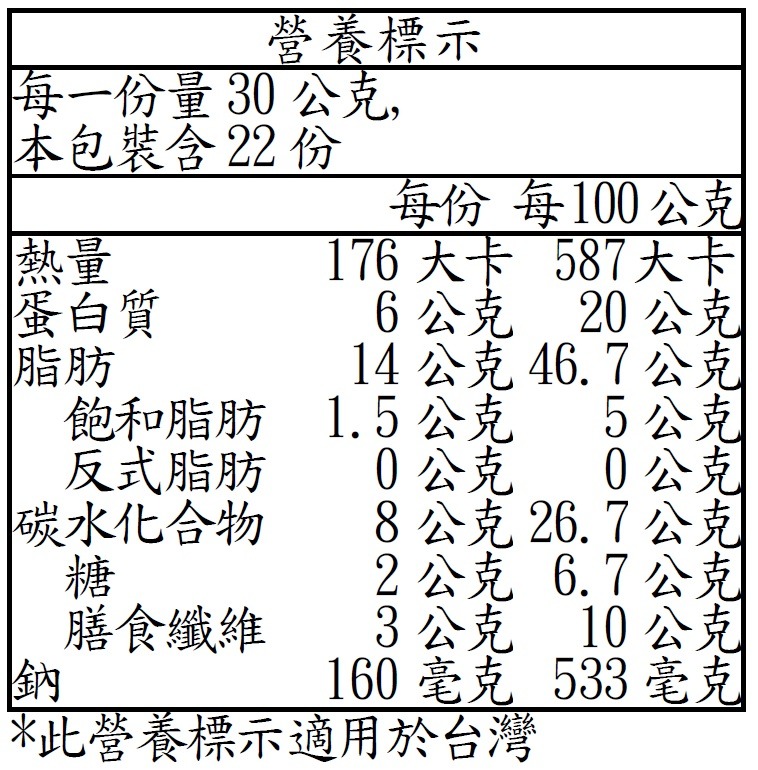 營養標示
每一份量 30 公克,
本包裝含 22 份
每份 每100 公克
熱量 176 大卡 587 大卡
蛋白質 6 公克 20 公克
脂肪 14 公克 46.7 公克
飽和脂肪 1.5 公克 5 公克
反式脂肪 0 公克 0 公克
碳水化合物 8 公克 26.7 公克
糖 2 公克 6.7 公克
膳食纖維 3 公克 10 公克
鈉 160 毫克 533 毫克
*此營養標示適用於台灣